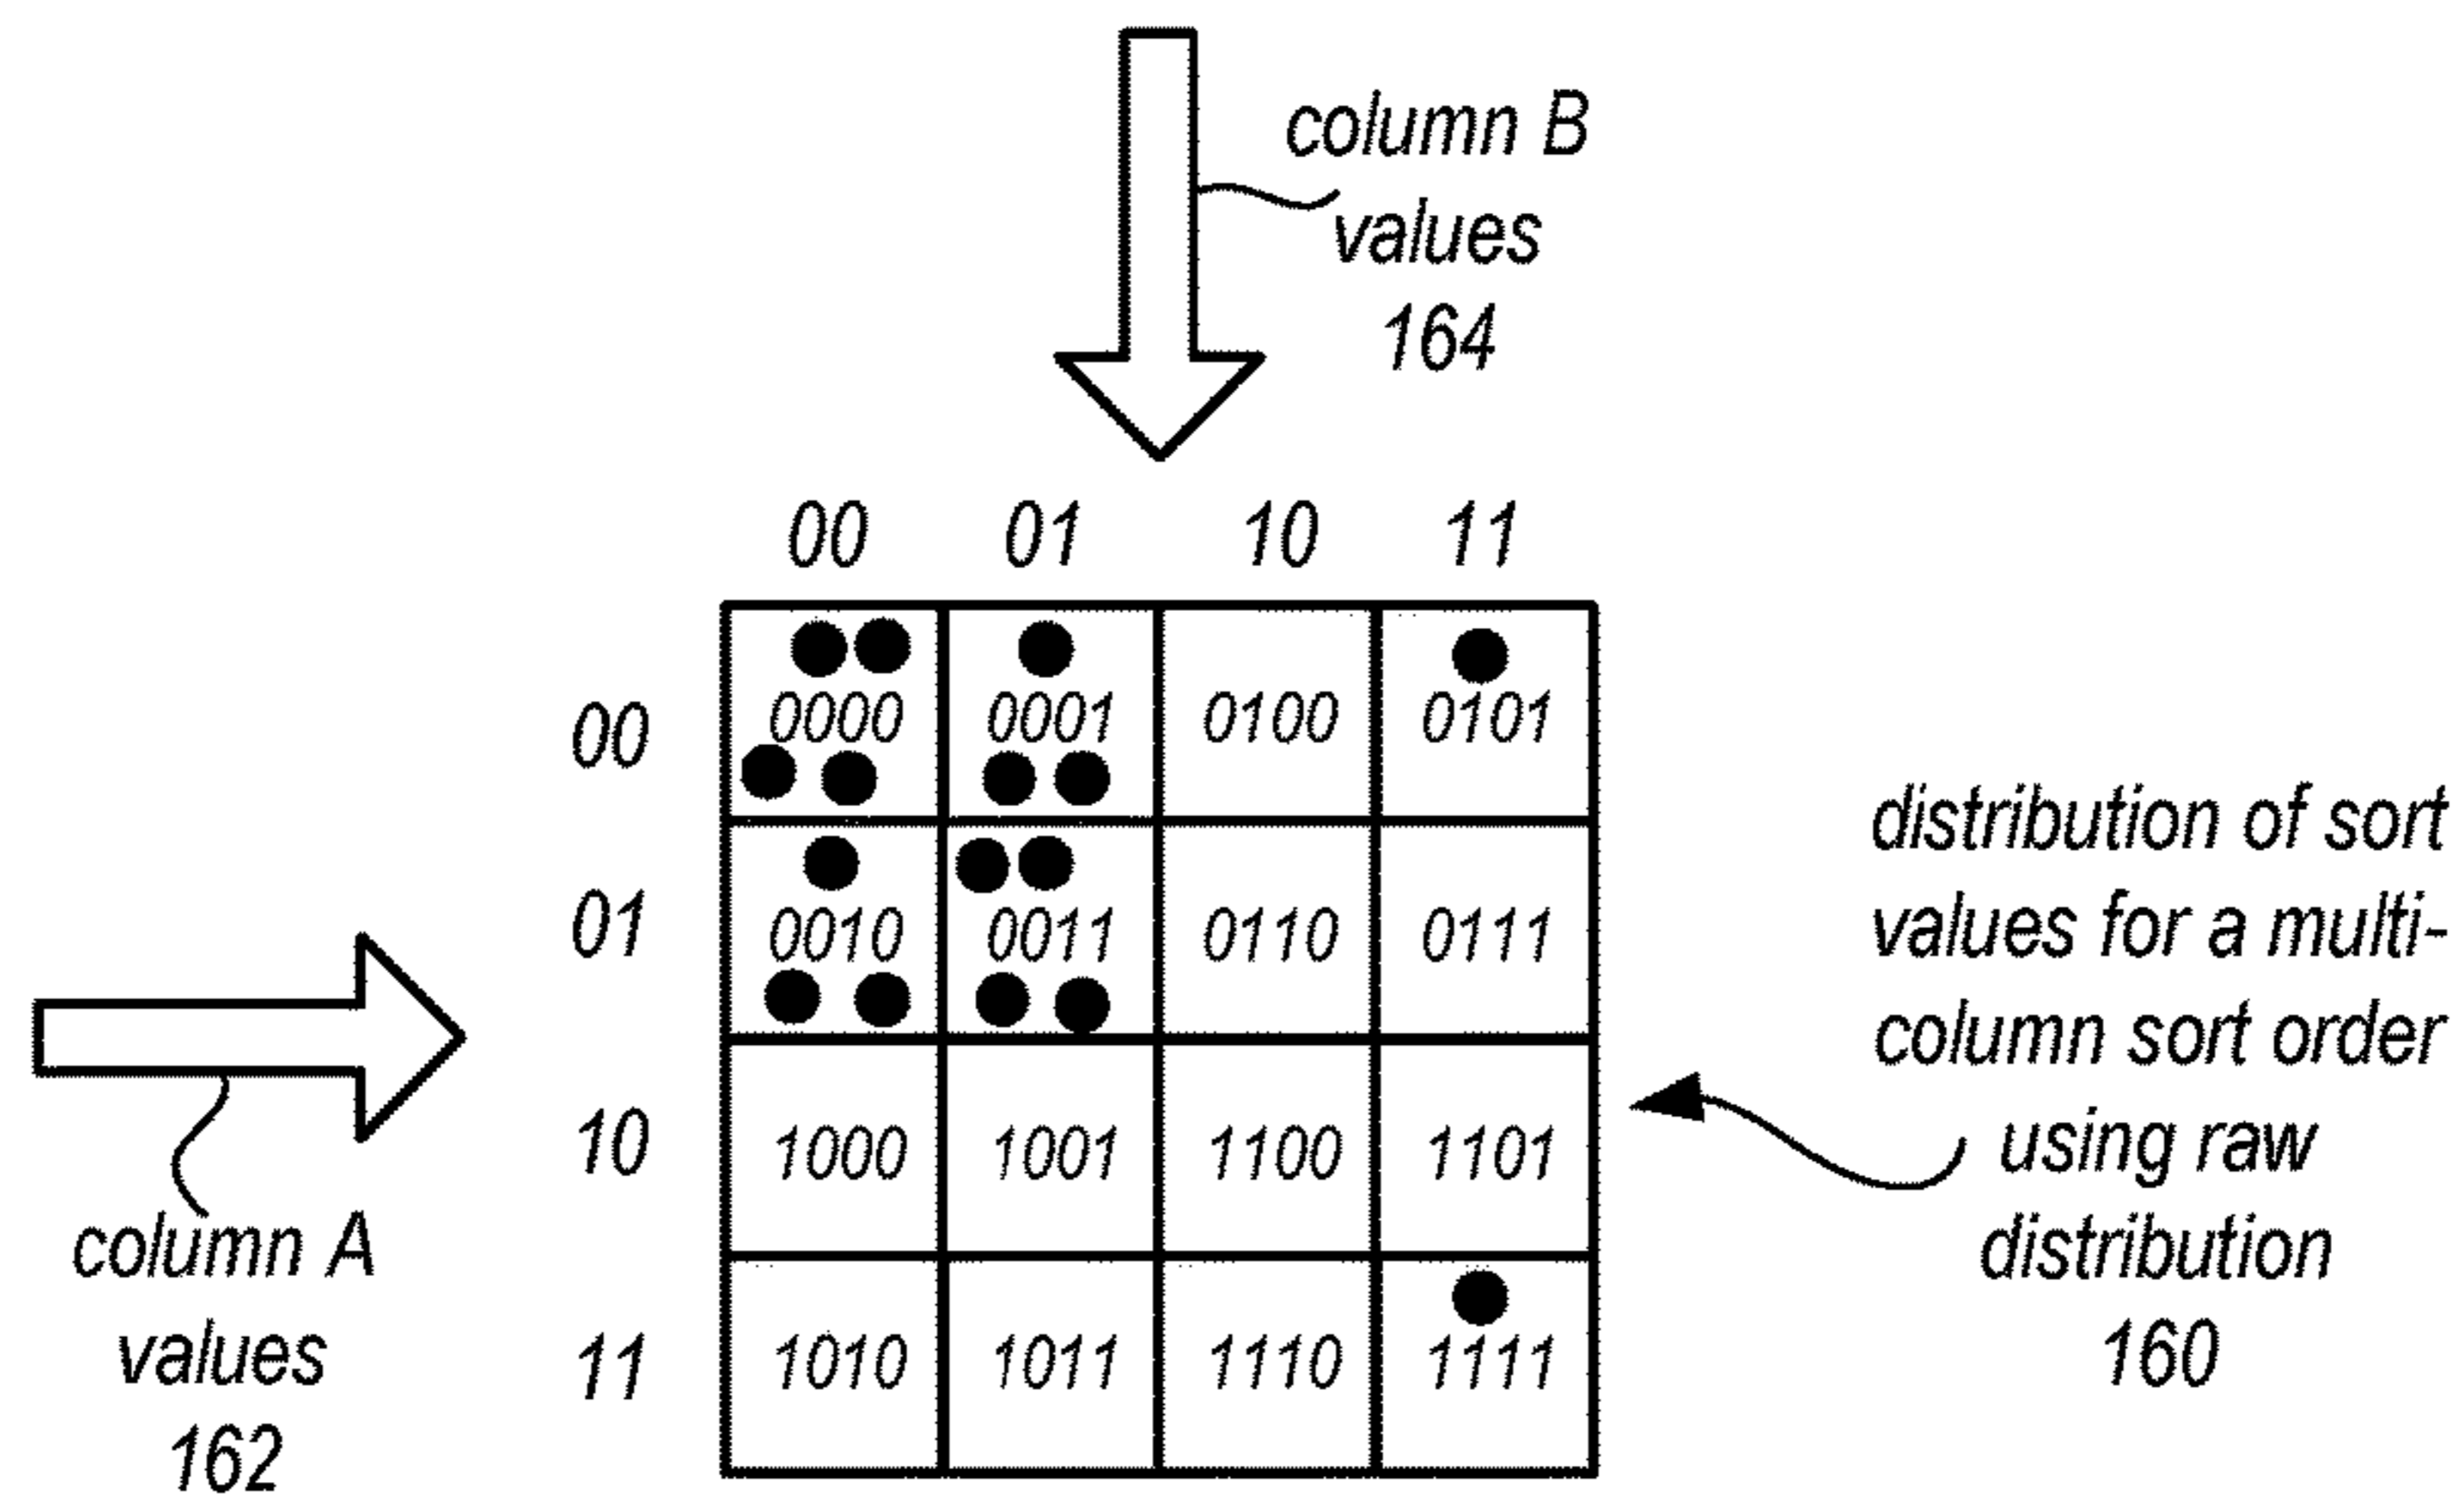 column B
values
164
00 01 10 11
00 0000 0001 0100 0101
01 0010 0011 0110 0111
10 1000 1001 1100 1101
11 1010 1011 1110 1111
column A
values
162
distribution of sort
values for a multi-
column sort order
using raw
distribution
160